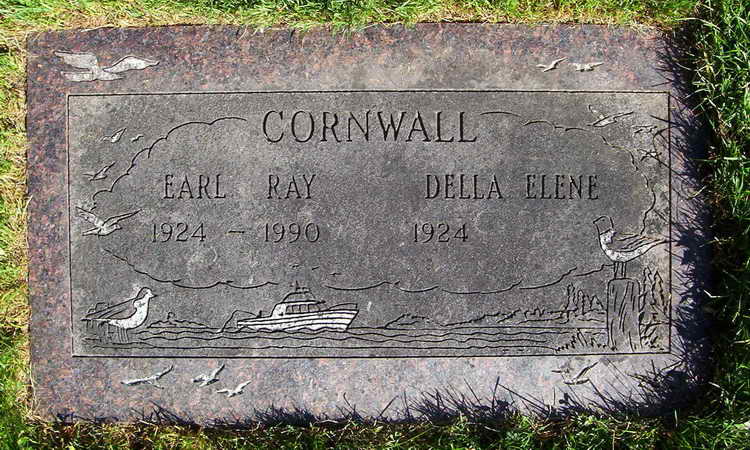 CORNWALL
EARL RAY DELLA ELENE
1924 - 1990 1924